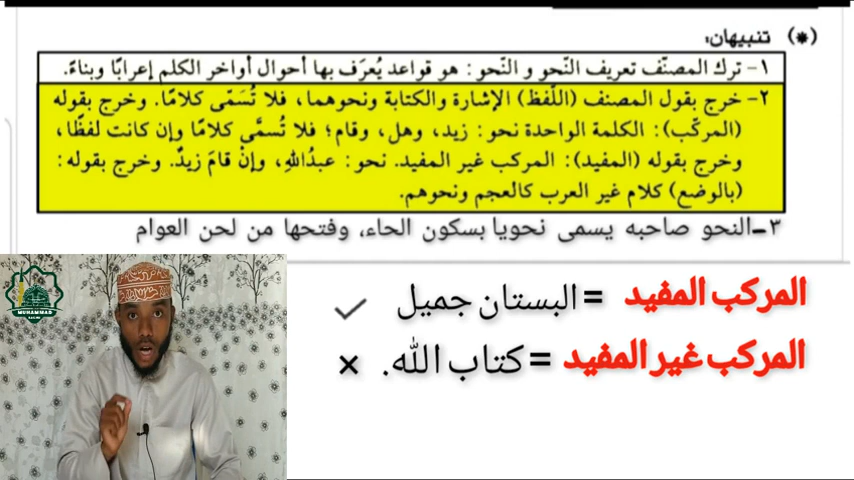 (*) تنبيهان:
١- ترك المصنّف تعريف النّحو و النّحو: هو قواعد يُعرَف بها أحوال أواخر الكلم إعرابًا وبناءً.
٢- خرج بقول المصنف (اللّفظ) الإشارة والكتابة ونحوهما، فلا تُسَمّى كلامًا. وخرج بقوله
(المركّب): الكلمة الواحدة نحو: زيد، وهل، وقام؛ فلا تُسمَّى كلامًا وإن كانت لفظًا،
وخرج بقوله (المفيد): المركب غير المفيد. نحو: عبدُاللهِ، وإنْ قامَ زيدٌ. وخرج بقوله:
(بالوضع) كلام غير العرب كالعجم ونحوهم.
٣-النحو صاحبه يسمى نحويا بسكون الحاء، وفتحها من لحن العوام
المركب المفيد =البستان جميل ✓
المركب غير المفيد =كتاب الله. ×
MUHAMMAD